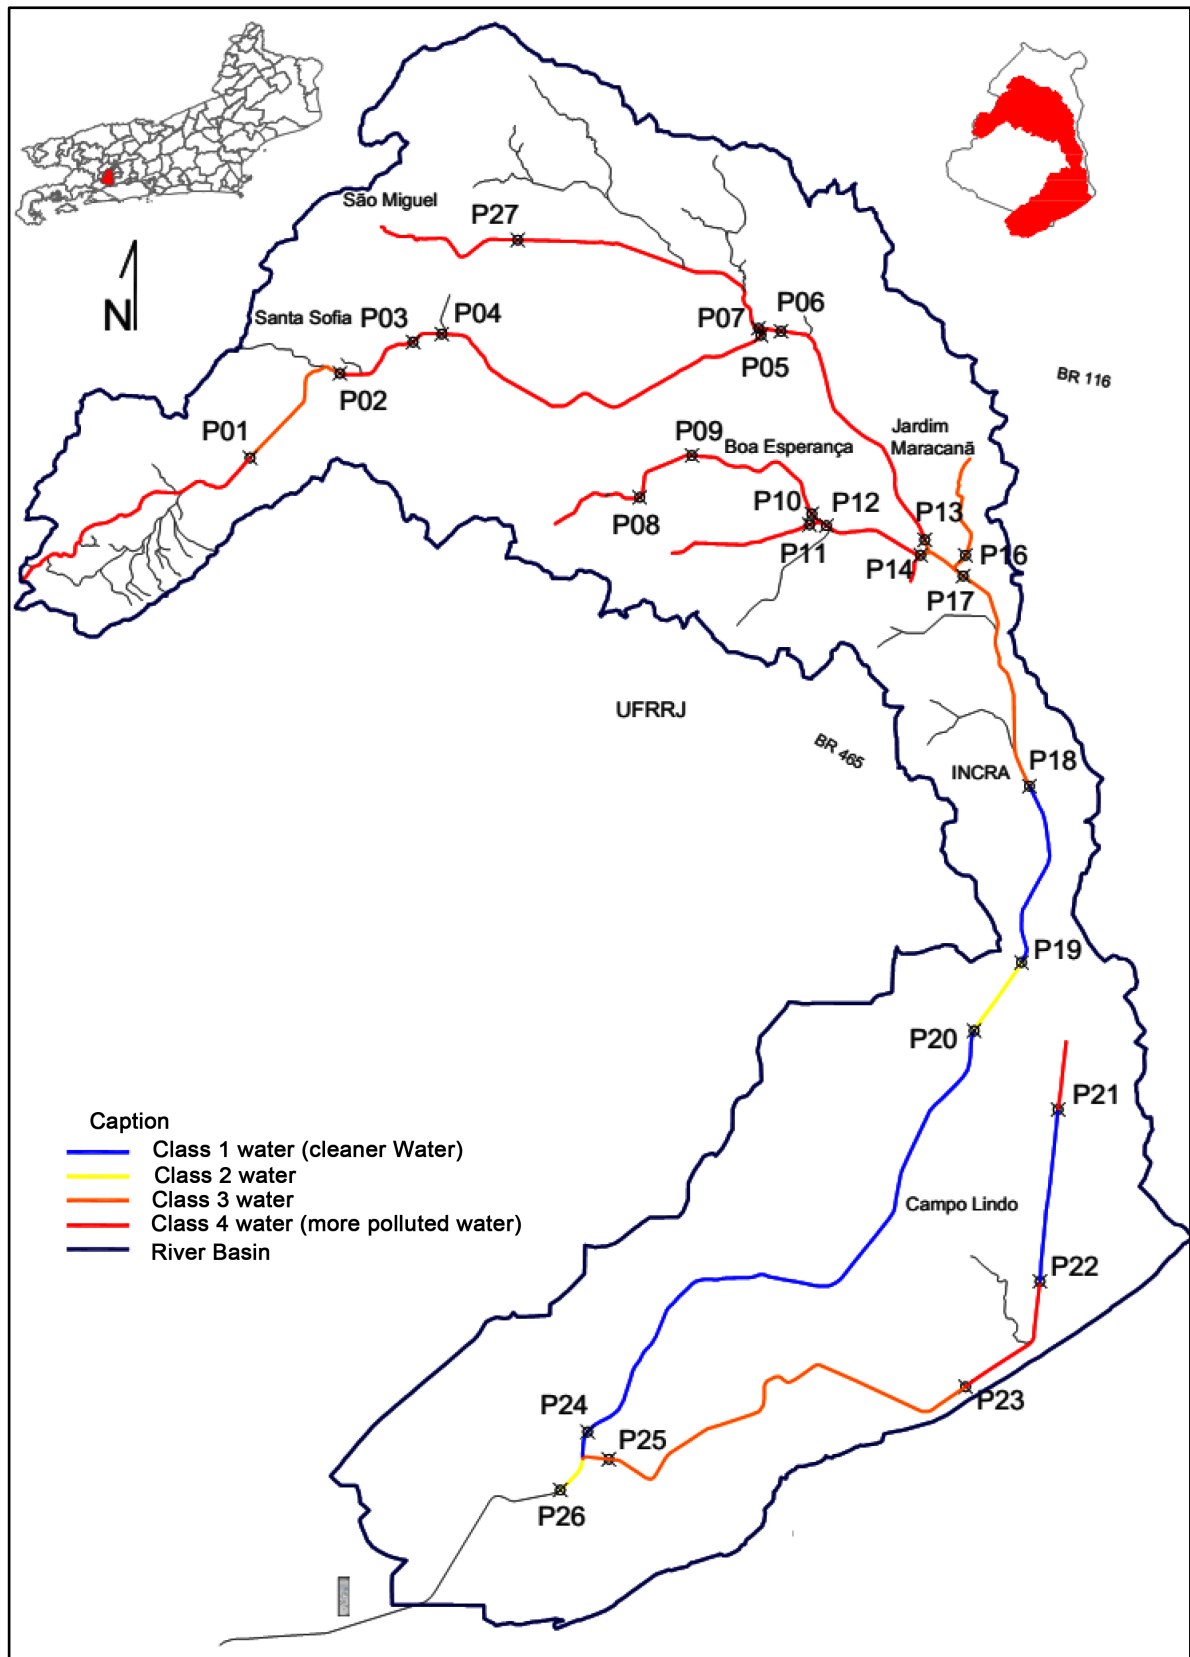 São Miguel
P27
N
Santa Sofia
P03
P04
P07
P06
P05
BR 116
P02
P01
P09
Boa Esperança
Jardim
Maracanã
P08
P10
P12
P13
P11
P14
P16
P17
UFRRJ
BR 465
INCRA
P18
P19
P20
P21
Caption
Class 1 water (cleaner Water)
Class 2 water
Class 3 water
Class 4 water (more polluted water)
River Basin
Campo Lindo
P22
P23
P24
P25
P26